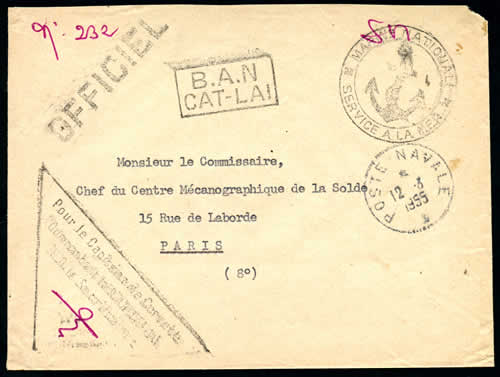 N° 232
OFFICIEL
B.A.N
CAT-LAI
MARINE NATIONALE
SERVICE A LA MER
POSTE NAVALE
12 - 3
1955
Monsieur le Commissaire,
Chef du Centre Mécanographique de la Solde
15 Rue de Laborde
PARIS
( 8° )
Pour le Capitaine de Corvette